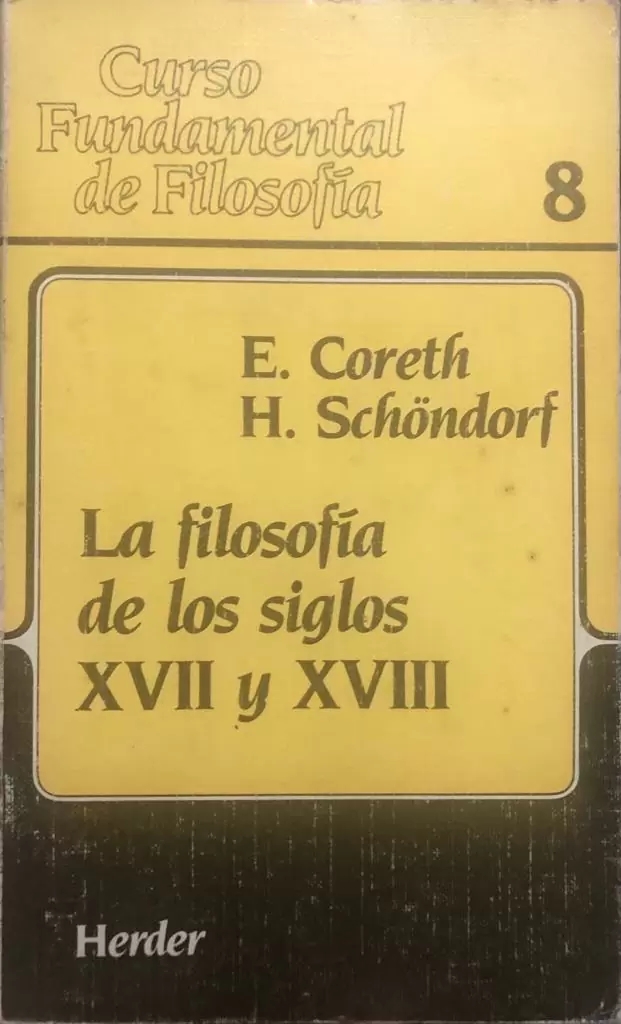 Curso
Fundamental
de Filosofía
8
E. Coreth
H. Schöndorf
La filosofía
de los siglos
XVII y XVIII
Herder